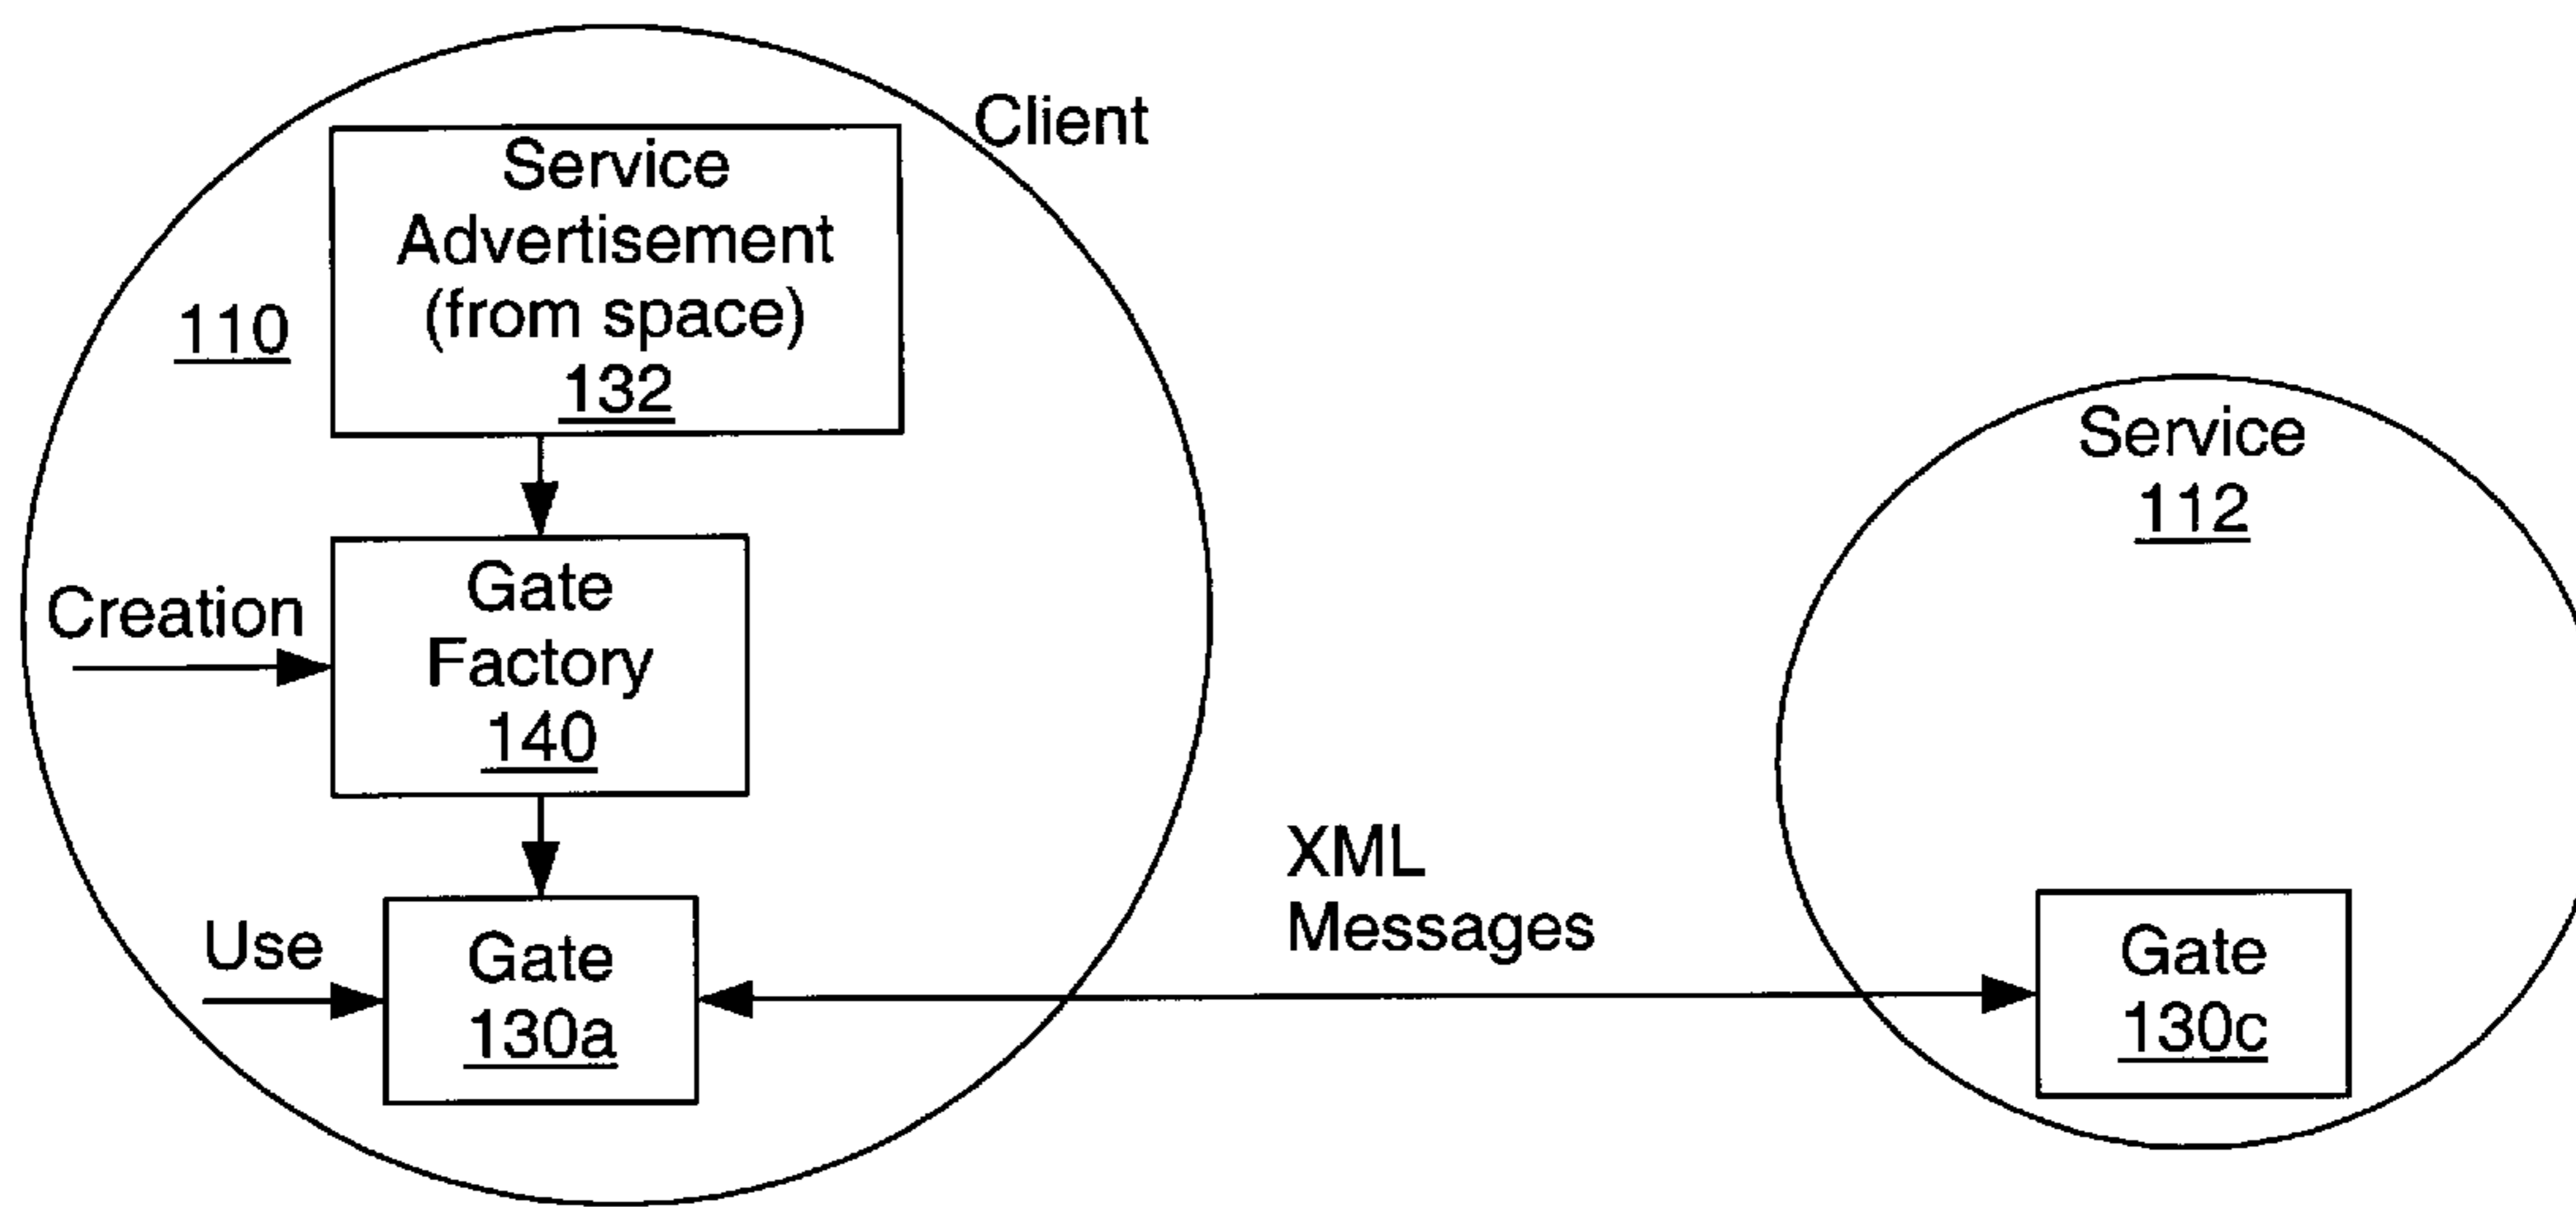 Client
Service
Advertisement
(from space)
132
110
Gate
Factory
140
Creation
Use
Gate
130a
XML
Messages
Service
112
Gate
130c